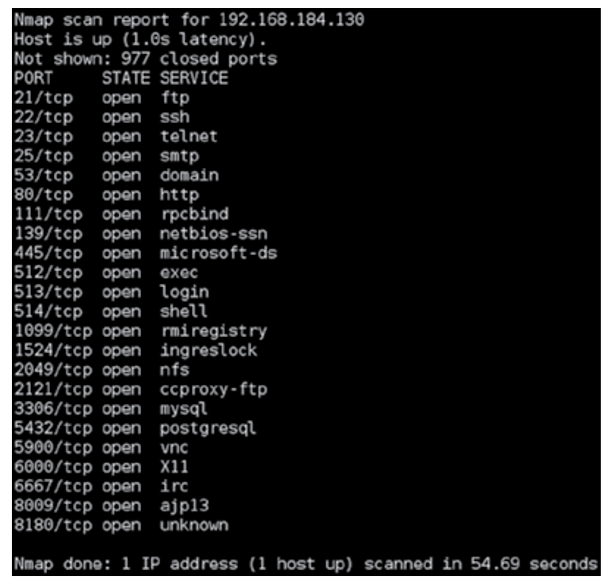 Nmap scan report for 192.168.184.130
Host is up (1.0s latency).
Not shown: 977 closed ports
PORT     STATE SERVICE
21/tcp   open  ftp
22/tcp   open  ssh
23/tcp   open  telnet
25/tcp   open  smtp
53/tcp   open  domain
80/tcp   open  http
111/tcp  open  rpcbind
139/tcp  open  netbios-ssn
445/tcp  open  microsoft-ds
512/tcp  open  exec
513/tcp  open  login
514/tcp  open  shell
1099/tcp open  rmiregistry
1524/tcp open  ingreslock
2049/tcp open  nfs
2121/tcp open  ccproxy-ftp
3306/tcp open  mysql
5432/tcp open  postgresql
5900/tcp open  vnc
6000/tcp open  X11
6667/tcp open  irc
8009/tcp open  ajp13
8180/tcp open  unknown
Nmap done: 1 IP address (1 host up) scanned in 54.69 seconds